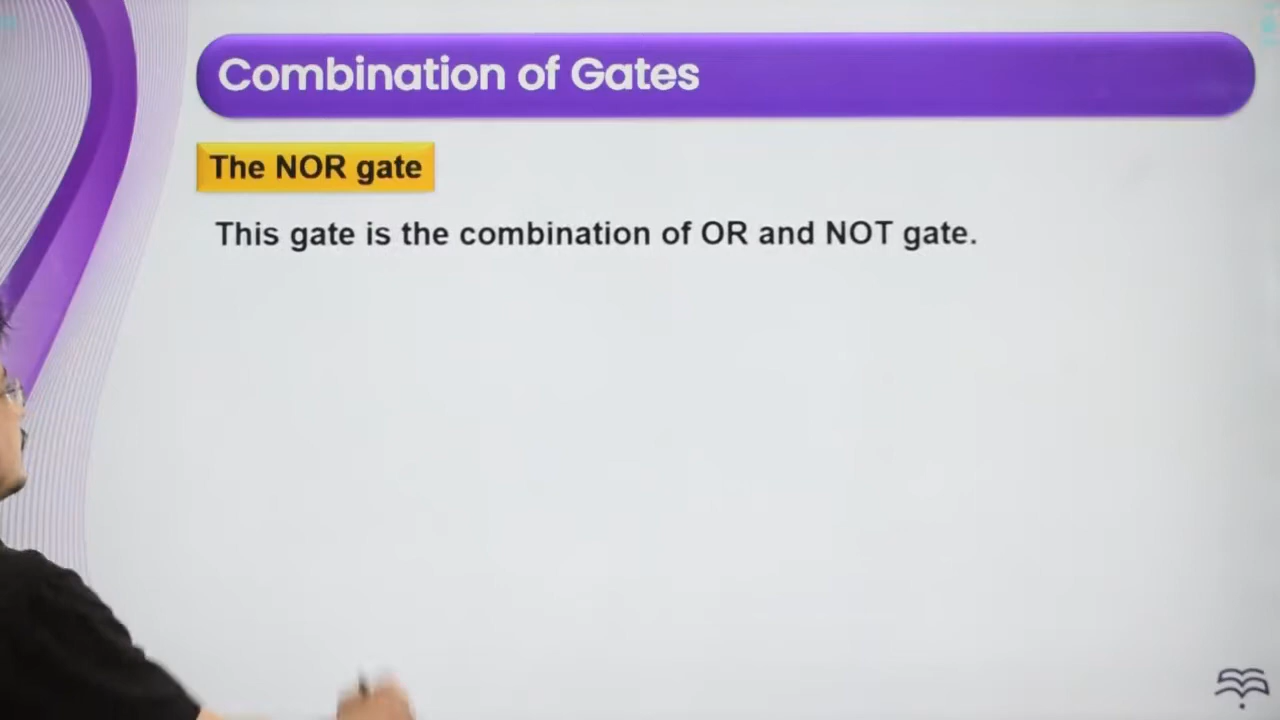 Combination of Gates
The NOR gate
This gate is the combination of OR and NOT gate.